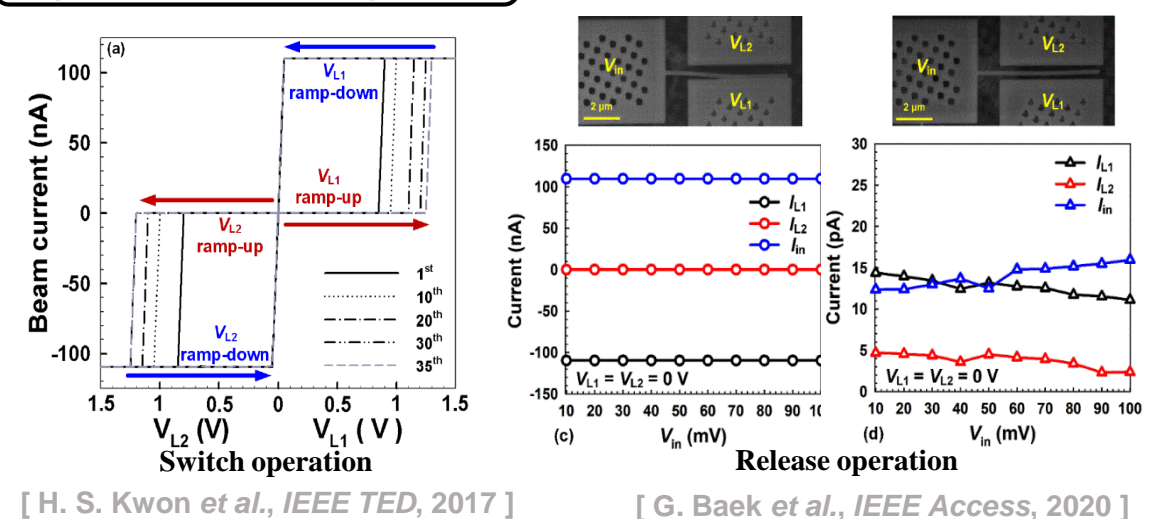 (a)
Beam current (nA)
100
50
0
-50
-100
V_L1
ramp-down
V_L1
ramp-up
V_L2
ramp-up
V_L2
ramp-down
1st
10th
20th
30th
35th
1.5 1 0.5 0 0.5 1 1.5
V_L2 (V) V_L1 ( V )
Switch operation
[ H. S. Kwon et al., IEEE TED, 2017 ]
V_in
V_L2
V_L1
2 µm
V_in
V_L2
V_L1
2 µm
Current (nA)
150
100
50
0
-50
-100
-150
I_L1
I_L2
I_in
V_L1 = V_L2 = 0 V
10 20 30 40 50 60 70 80 90 10
(c) V_in (mV)
Current (pA)
30
25
20
15
10
5
0
I_L1
I_L2
I_in
V_L1 = V_L2 = 0 V
10 20 30 40 50 60 70 80 90 100
(d) V_in (mV)
Release operation
[ G. Baek et al., IEEE Access, 2020 ]